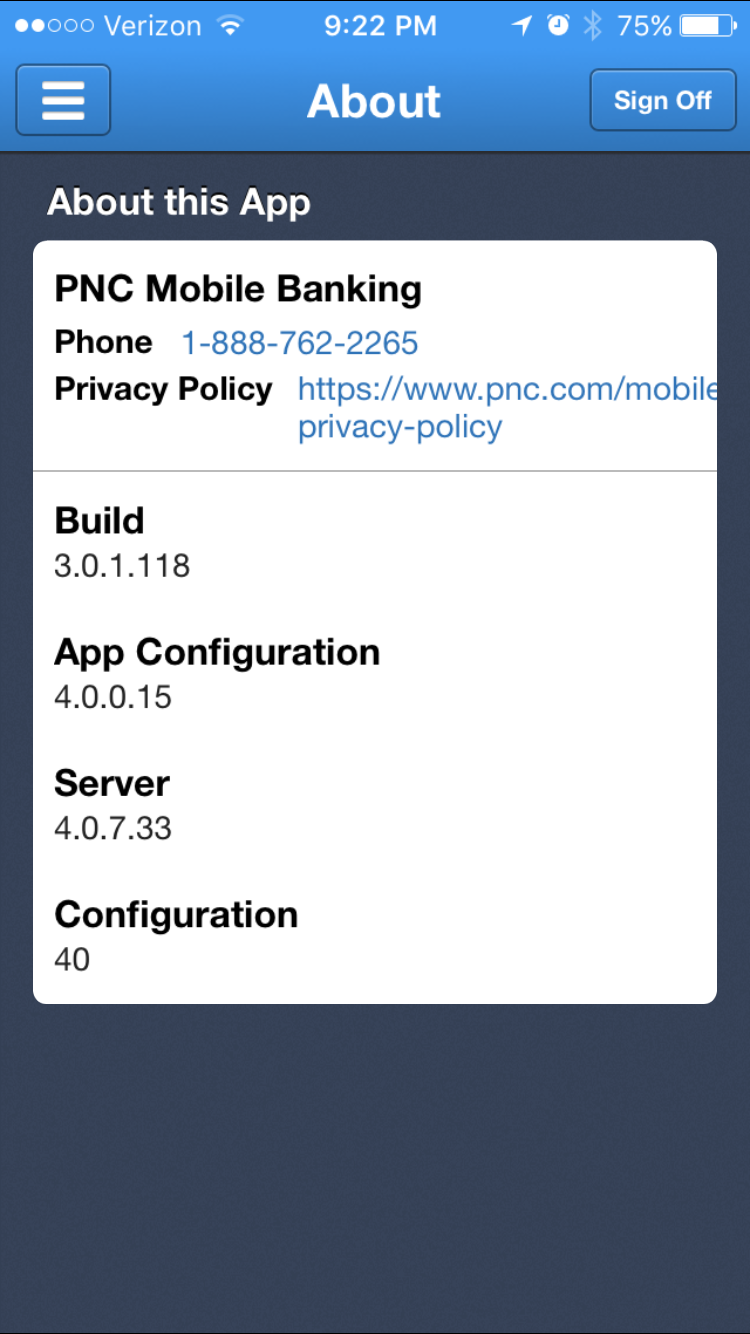 Verizon 9:22 PM 75%
About Sign Off
About this App
PNC Mobile Banking
Phone 1-888-762-2265
Privacy Policy https://www.pnc.com/mobile
privacy-policy
Build
3.0.1.118
App Configuration
4.0.0.15
Server
4.0.7.33
Configuration
40